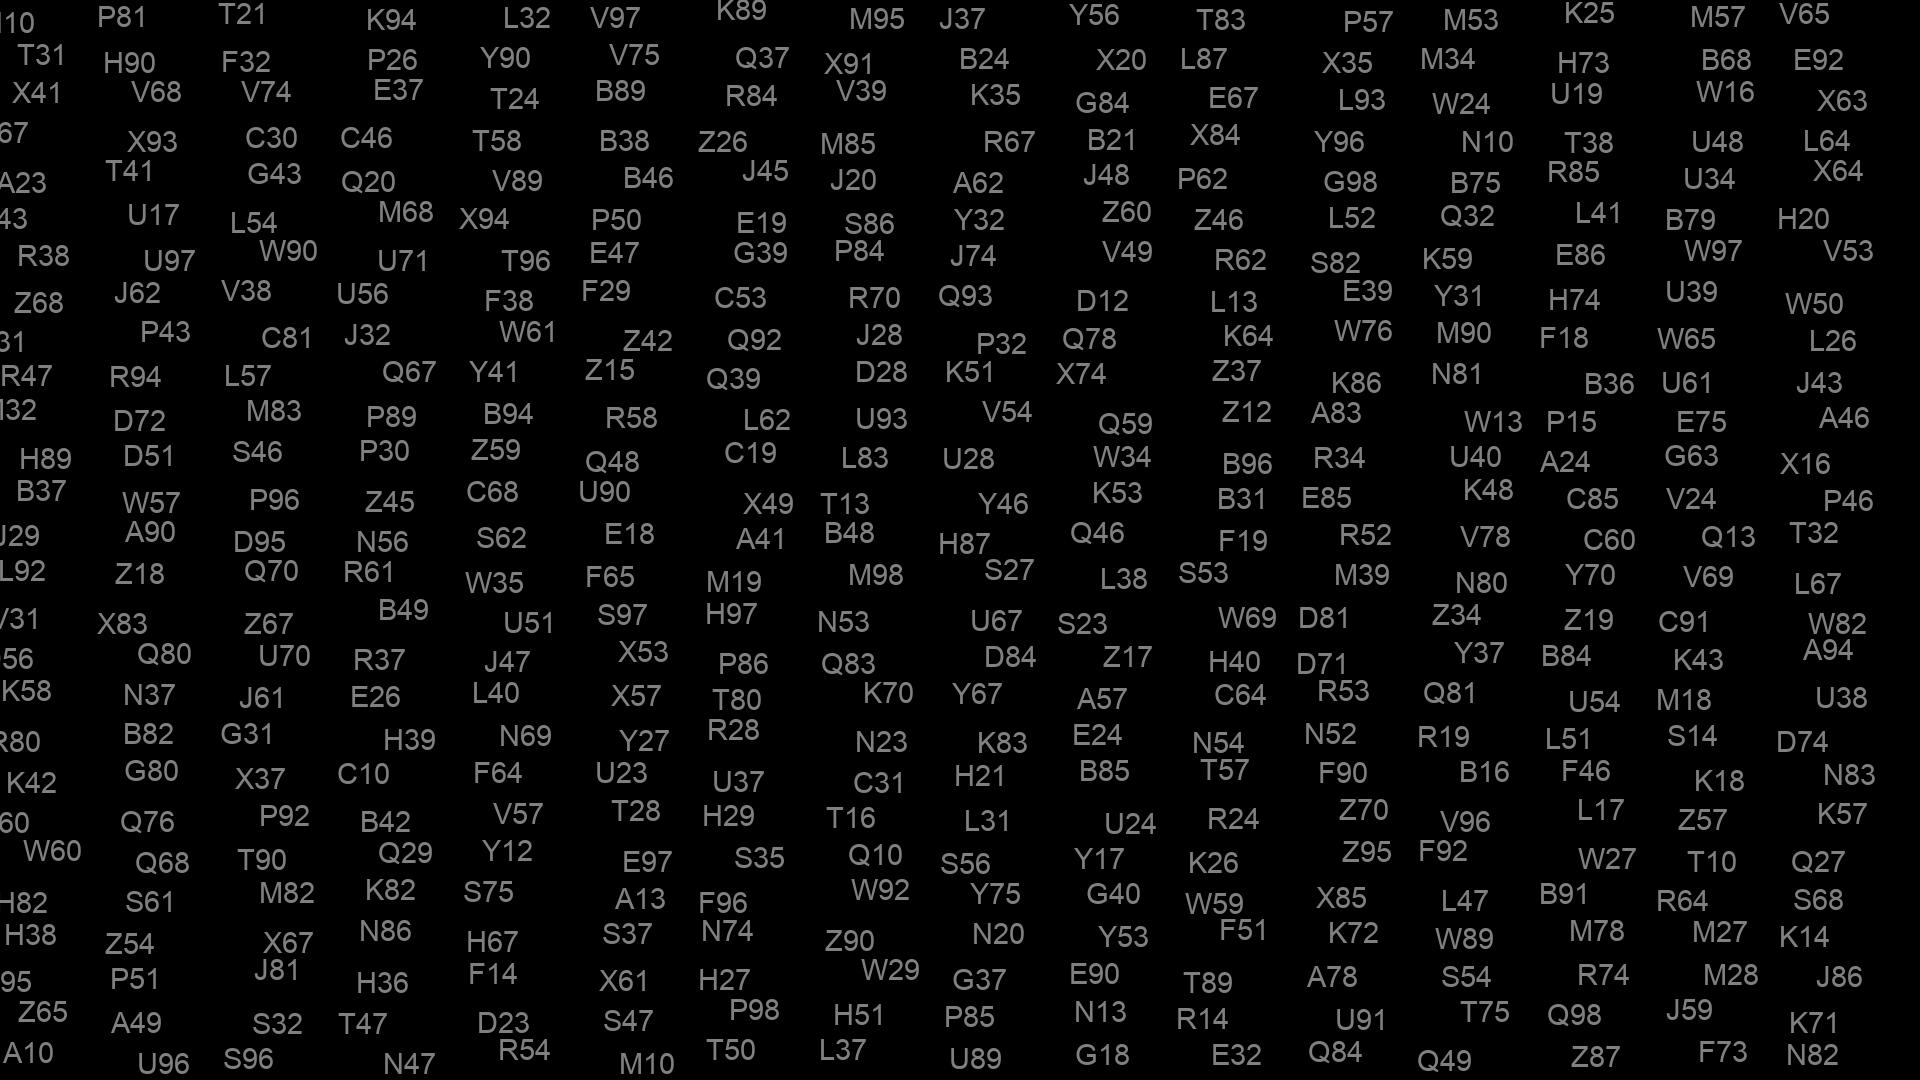 P81 T21 K94 L32 V97 K89 M95 J37 Y56 T83 P57 M53 K25 M57 V65
T31 H90 F32 P26 Y90 V75 Q37 X91 B24 X20 L87 X35 M34 H73 B68 E92
X41 V68 V74 E37 T24 B89 R84 V39 K35 G84 E67 L93 W24 U19 W16 X63
67 X93 C30 C46 T58 B38 Z26 M85 R67 B21 X84 Y96 N10 T38 U48 L64
A23 T41 G43 Q20 V89 B46 J45 J20 A62 J48 P62 G98 B75 R85 U34 X64
43 U17 L54 M68 X94 P50 E19 S86 Y32 Z60 Z46 L52 Q32 L41 B79 H20
R38 U97 W90 U71 T96 E47 G39 P84 J74 V49 R62 S82 K59 E86 W97 V53
Z68 J62 V38 U56 F38 F29 C53 R70 Q93 D12 L13 E39 Y31 H74 U39 W50
31 P43 C81 J32 W61 Z42 Q92 J28 P32 Q78 K64 W76 M90 F18 W65 L26
R47 R94 L57 Q67 Y41 Z15 Q39 D28 K51 X74 Z37 K86 N81 B36 U61 J43
32 D72 M83 P89 B94 R58 L62 U93 V54 Q59 Z12 A83 W13 P15 E75 A46
H89 D51 S46 P30 Z59 Q48 C19 L83 U28 W34 B96 R34 U40 A24 G63 X16
B37 W57 P96 Z45 C68 U90 X49 T13 Y46 K53 B31 E85 K48 C85 V24 P46
J29 A90 D95 N56 S62 E18 A41 B48 H87 Q46 F19 R52 V78 C60 Q13 T32
L92 Z18 Q70 R61 W35 F65 M19 M98 S27 L38 S53 M39 N80 Y70 V69 L67
V31 X83 Z67 B49 U51 S97 H97 N53 U67 S23 W69 D81 Z34 Z19 C91 W82
56 Q80 U70 R37 J47 X53 P86 Q83 D84 Z17 H40 D71 Y37 B84 K43 A94
K58 N37 J61 E26 L40 X57 T80 K70 Y67 A57 C64 R53 Q81 U54 M18 U38
R80 B82 G31 H39 N69 Y27 R28 N23 K83 E24 N54 N52 R19 L51 S14 D74
K42 G80 X37 C10 F64 U23 U37 C31 H21 B85 T57 F90 B16 F46 K18 N83
60 Q76 P92 B42 V57 T28 H29 T16 L31 U24 R24 Z70 V96 L17 Z57 K57
W60 Q68 T90 Q29 Y12 E97 S35 Q10 S56 Y17 K26 Z95 F92 W27 T10 Q27
H82 S61 M82 K82 S75 A13 F96 W92 Y75 G40 W59 X85 L47 B91 R64 S68
H38 Z54 X67 N86 H67 S37 N74 Z90 N20 Y53 F51 K72 W89 M78 M27 K14
95 P51 J81 H36 F14 X61 H27 W29 G37 E90 T89 A78 S54 R74 M28 J86
Z65 A49 S32 T47 D23 S47 P98 H51 P85 N13 R14 U91 T75 Q98 J59 K71
A10 U96 S96 N47 R54 M10 T50 L37 U89 G18 E32 Q84 Q49 Z87 F73 N82